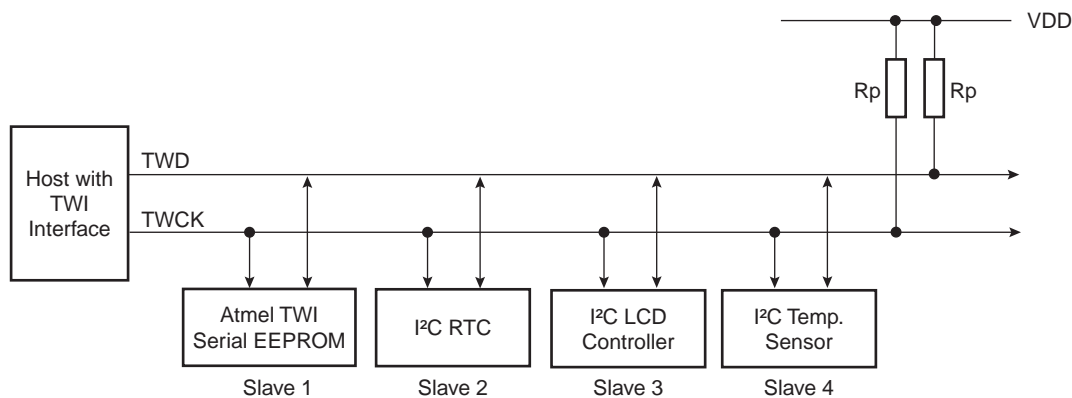 VDD
Rp
Rp
Host with
TWI
Interface
TWD
TWCK
Atmel TWI
Serial EEPROM
Slave 1
I²C RTC
Slave 2
I²C LCD
Controller
Slave 3
I²C Temp.
Sensor
Slave 4